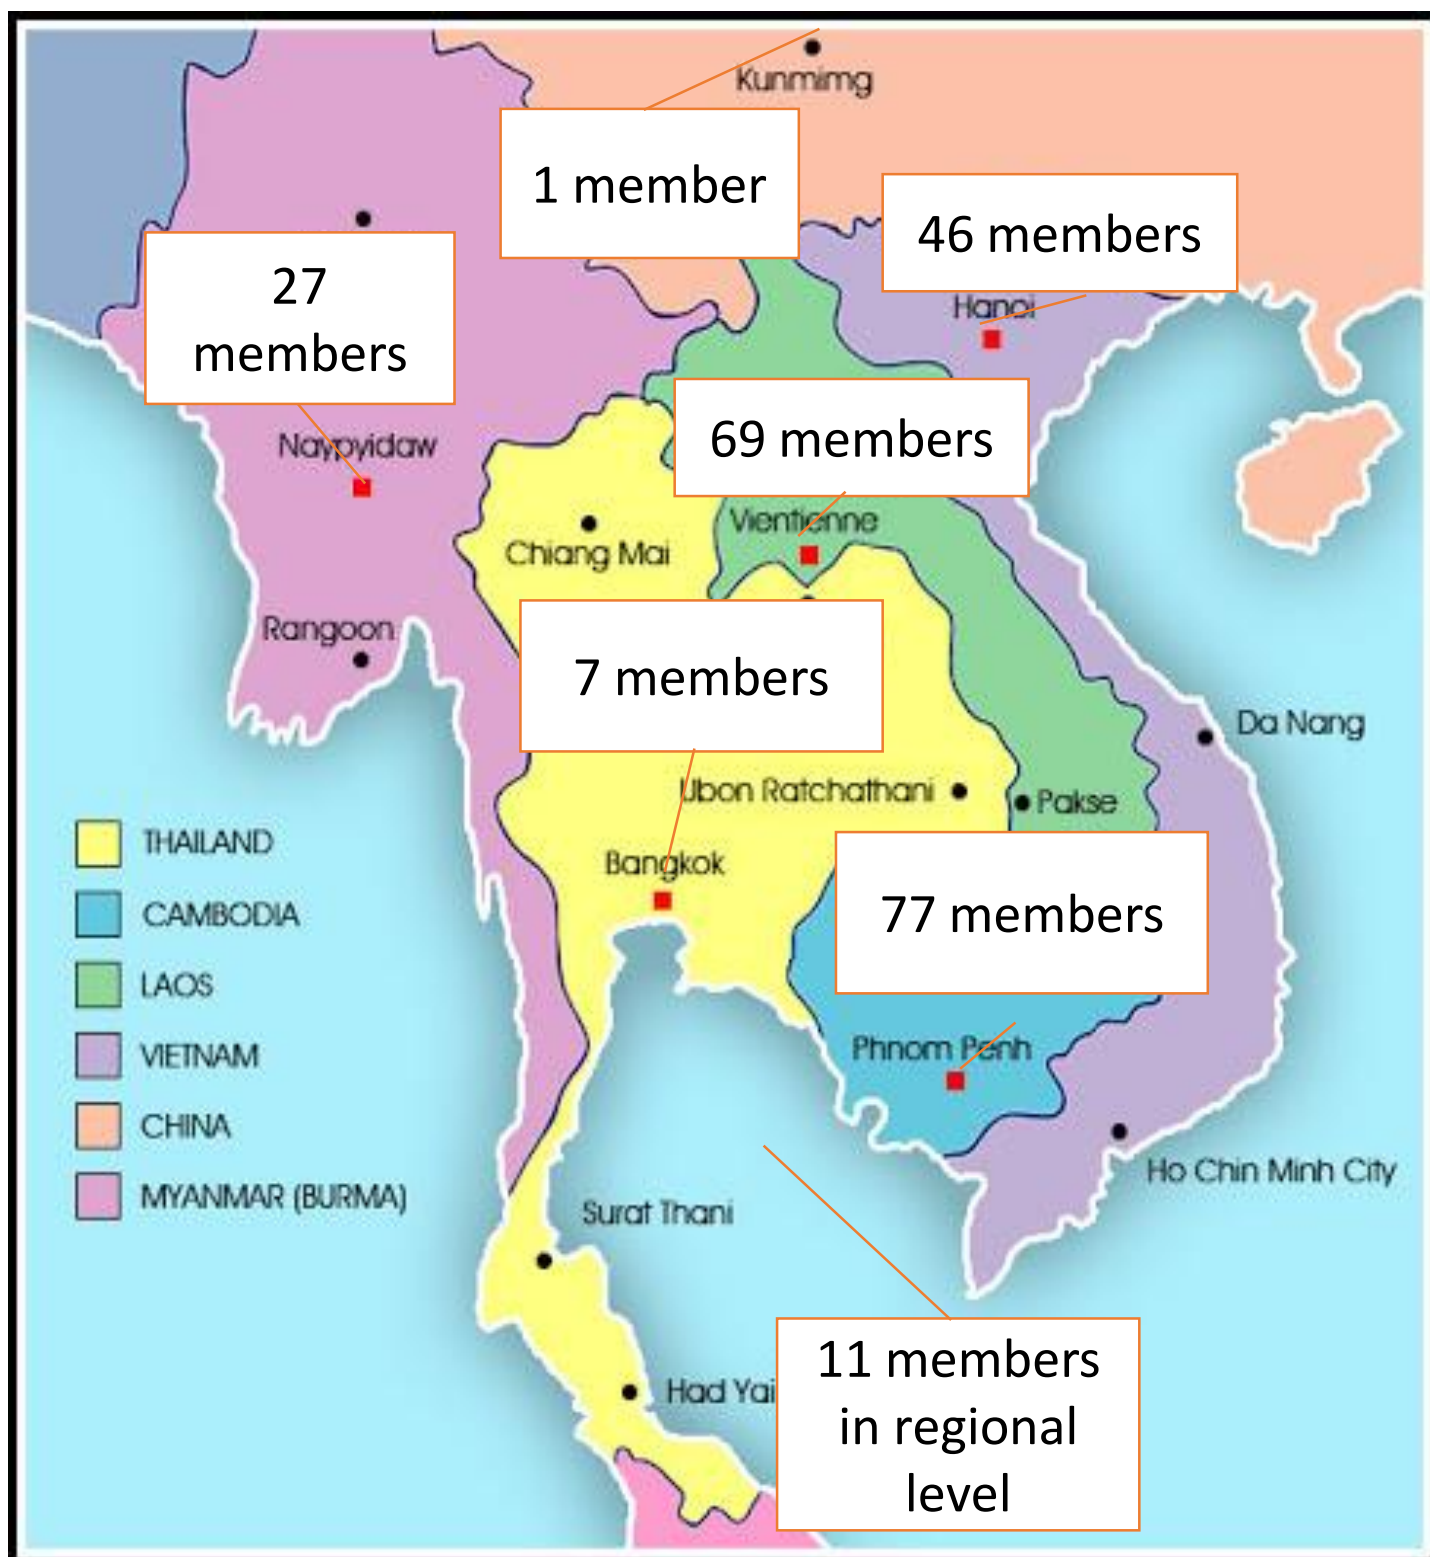 Kunmimg
1 member
46 members
27
members
Hanoi
69 members
Naypyidaw
Vientienne
Chiang Mai
Rangoon
7 members
Da Nang
Ubon Ratchathani
Pakse
THAILAND
Bangkok
77 members
CAMBODIA
LAOS
VIETNAM
Phnom Penh
CHINA
Ho Chin Minh City
MYANMAR (BURMA)
Surat Thani
11 members
in regional
level
Had Yai